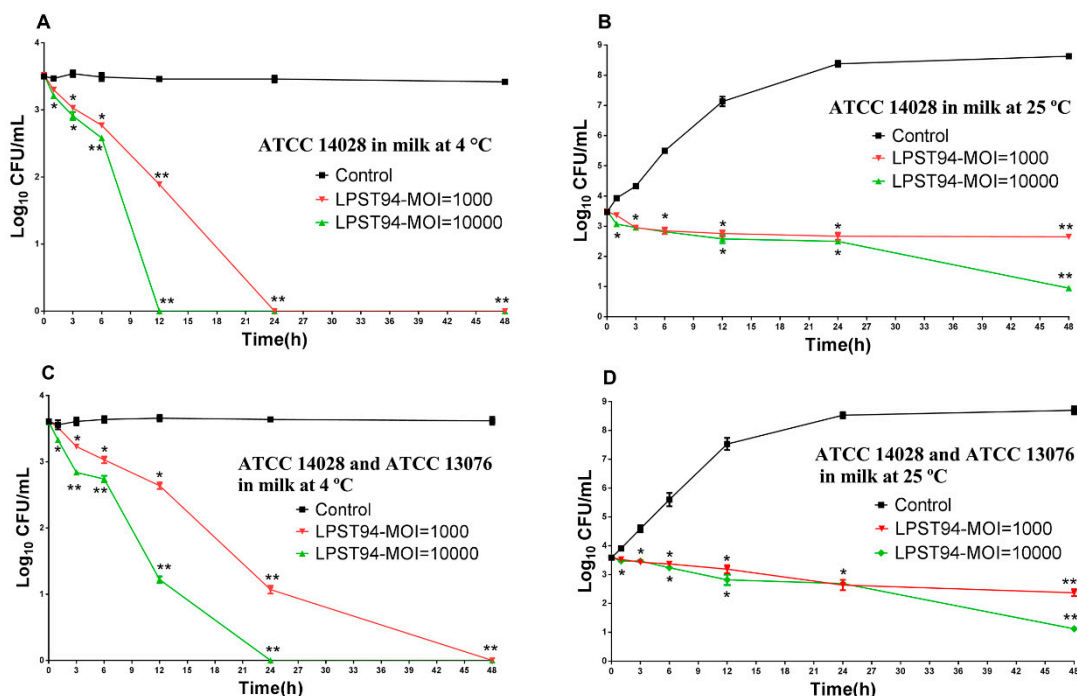 A
Log10 CFU/mL
4
3
2
1
0
ATCC 14028 in milk at 4 °C
Control
LPST94-MOI=1000
LPST94-MOI=10000
* * * * ** ** ** ** **
0 3 6 9 12 15 18 21 24 27 30 33 36 39 42 45 48
Time(h)
B
Log10 CFU/mL
9
8
7
6
5
4
3
2
1
0
ATCC 14028 in milk at 25 °C
Control
LPST94-MOI=1000
LPST94-MOI=10000
* * * * * * * ** **
0 3 6 9 12 15 18 21 24 27 30 33 36 39 42 45 48
Time(h)
C
Log10 CFU/mL
4
3
2
1
0
ATCC 14028 and ATCC 13076
in milk at 4 °C
Control
LPST94-MOI=1000
LPST94-MOI=10000
* * * * ** ** ** ** ** **
0 3 6 9 12 15 18 21 24 27 30 33 36 39 42 45 48
Time(h)
D
Log10 CFU/mL
9
8
7
6
5
4
3
2
1
0
ATCC 14028 and ATCC 13076
in milk at 25 °C
Control
LPST94-MOI=1000
LPST94-MOI=10000
* * * * * * * ** **
0 3 6 9 12 15 18 21 24 27 30 33 36 39 42 45 48
Time(h)